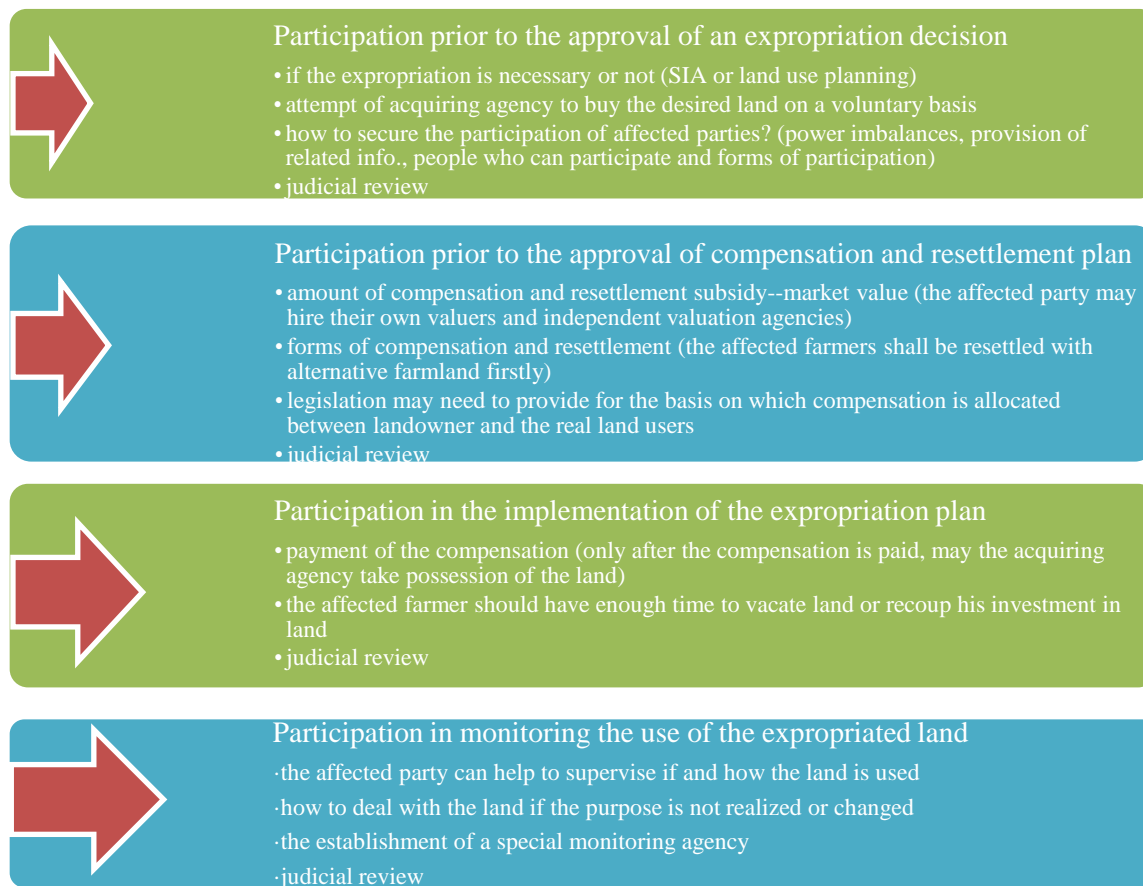 Participation prior to the approval of an expropriation decision
• if the expropriation is necessary or not (SIA or land use planning)
• attempt of acquiring agency to buy the desired land on a voluntary basis
• how to secure the participation of affected parties? (power imbalances, provision of
related info., people who can participate and forms of participation)
• judicial review
Participation prior to the approval of compensation and resettlement plan
• amount of compensation and resettlement subsidy--market value (the affected party may
hire their own valuers and independent valuation agencies)
• forms of compensation and resettlement (the affected farmers shall be resettled with
alternative farmland firstly)
• legislation may need to provide for the basis on which compensation is allocated
between landowner and the real land users
• judicial review
Participation in the implementation of the expropriation plan
• payment of the compensation (only after the compensation is paid, may the acquiring
agency take possession of the land)
• the affected farmer should have enough time to vacate land or recoup his investment in
land
• judicial review
Participation in monitoring the use of the expropriated land
·the affected party can help to supervise if and how the land is used
·how to deal with the land if the purpose is not realized or changed
·the establishment of a special monitoring agency
·judicial review